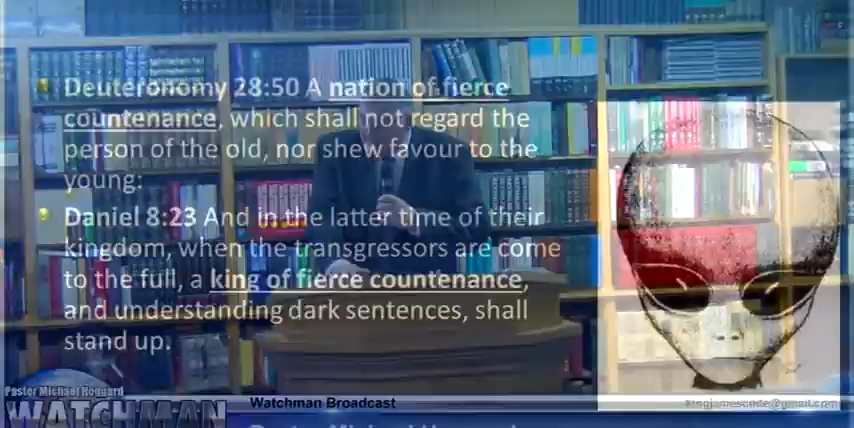 Deuteronomy 28:50 A nation of fierce
countenance, which shall not regard the
person of the old, nor shew favour to the
young:
Daniel 8:23 And in the latter time of their
kingdom, when the transgressors are come
to the full, a king of fierce countenance,
and understanding dark sentences, shall
stand up.
Pastor Michael Hoggard
WATCHMAN
Watchman Broadcast
kingjamescode@gmail.com